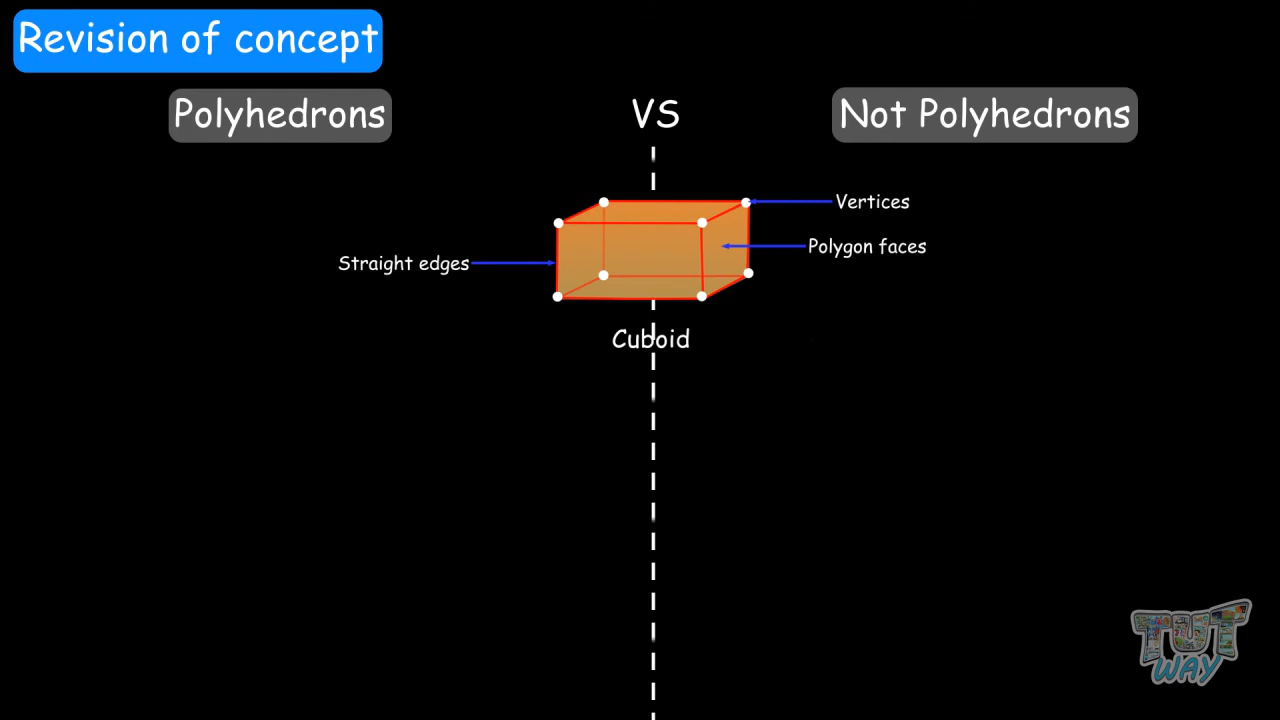 Revision of concept
Polyhedrons
VS
Not Polyhedrons
Vertices
Polygon faces
Straight edges
Cuboid
TUT
WAY